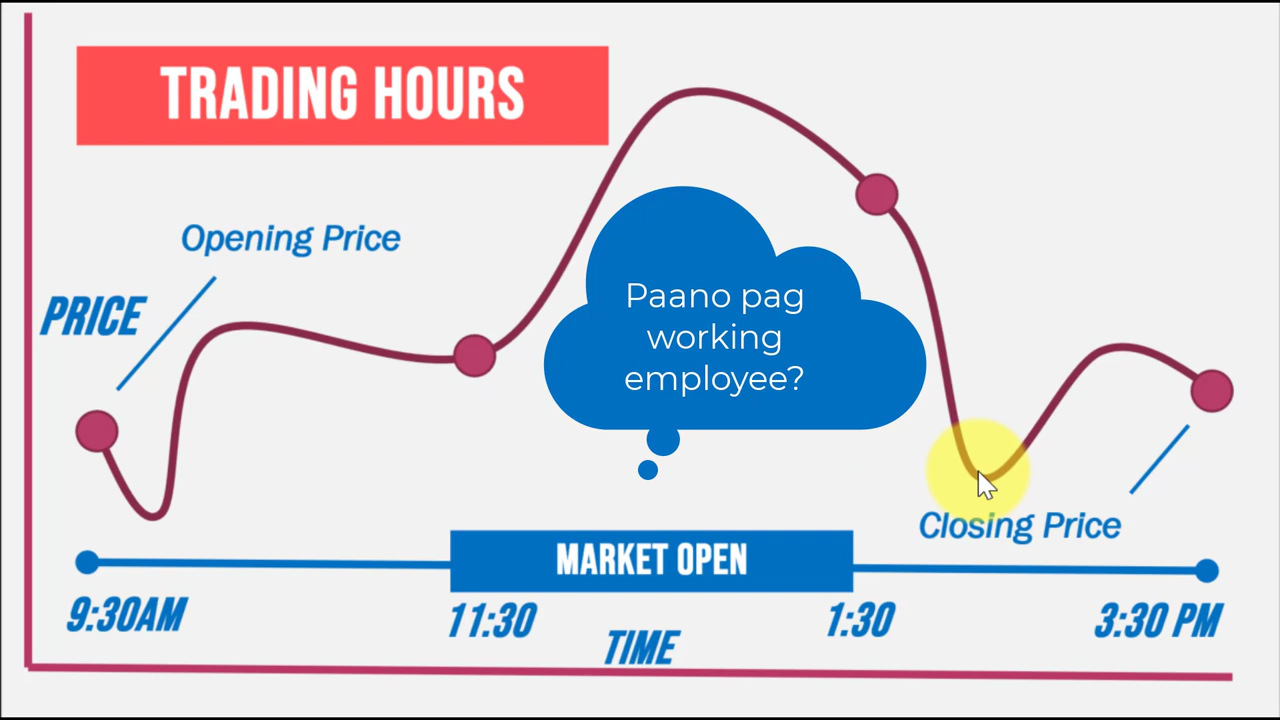 TRADING HOURS
Opening Price
PRICE
Paano pag
working
employee?
Closing Price
MARKET OPEN
9:30AM
11:30
1:30
3:30 PM
TIME